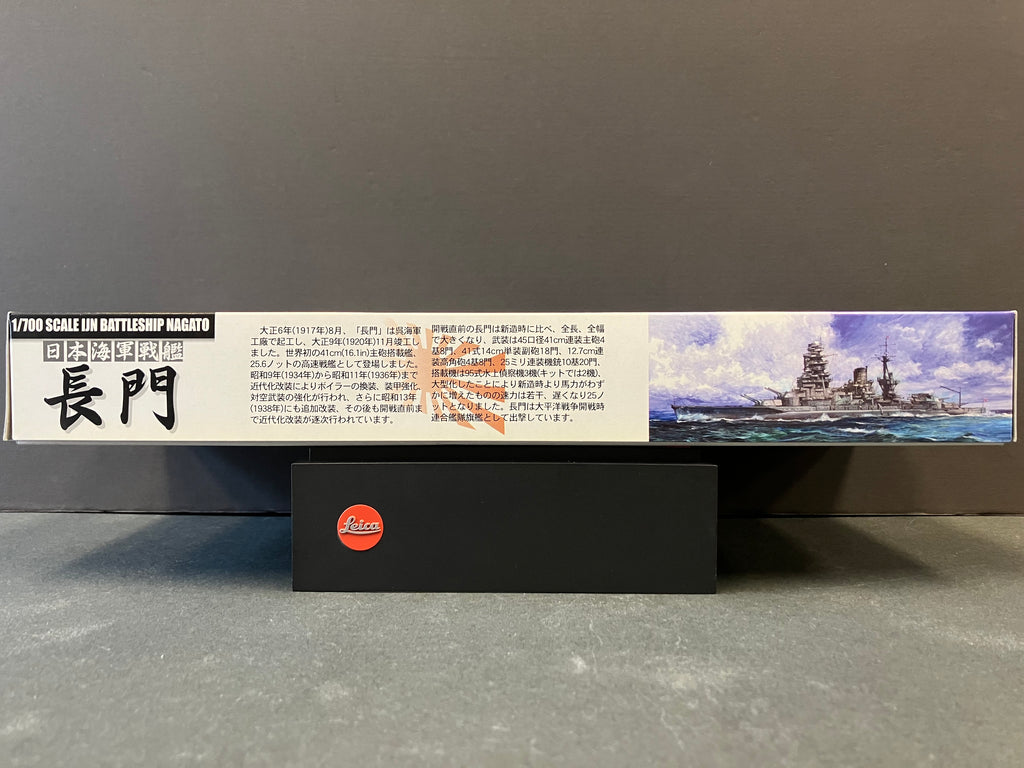 1/700 SCALE IJN BATTLESHIP NAGATO
日本海軍戦艦
長門
大正6年(1917年)8月、「長門」は呉海軍
工廠で起工し、大正9年(1920年)11月竣工し
ました。世界初の41cm(16.1in)主砲搭載艦、
25.6ノットの高速戦艦として登場しました。
昭和9年(1934年)から昭和11年(1936年)まで
近代化改装によりボイラーの換装、装甲強化、
対空武装の強化が行われ、さらに昭和13年
(1938年)にも追加改装、その後も開戦直前ま
で近代化改装が逐次行われています。
開戦直前の長門は新造時に比べ、全長、全幅
で大きくなり、武装は45口径41cm連装主砲4
基8門、41式14cm単装副砲18門、12.7cm連
装高角砲4基8門、25ミリ連装機銃10基20門、
搭載機は95式水上偵察機3機(キットでは2機)、
大型化したことにより新造時より馬力がわず
かに増えたものの速力は若干、遅くなり25ノ
ットとなりました。長門は大平洋戦争開戦時
連合艦隊旗艦として出撃しています。
Leica